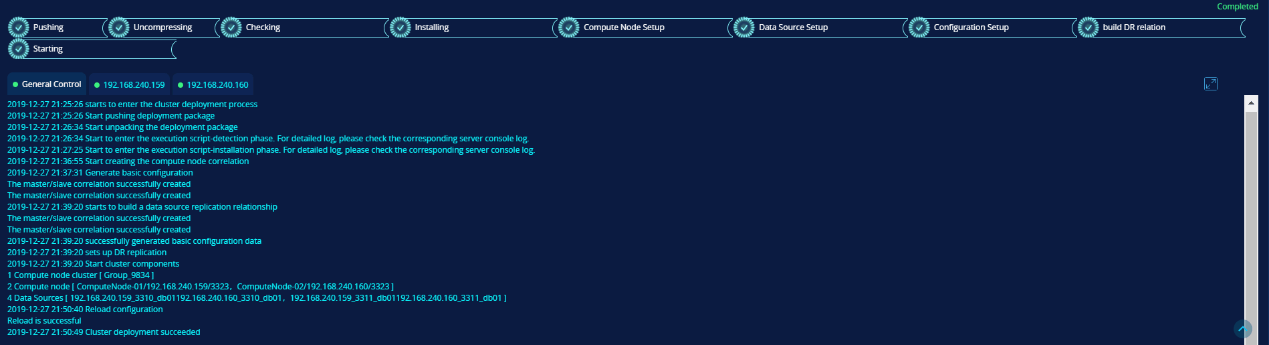 Completed
Pushing Uncompressing Checking Installing Compute Node Setup Data Source Setup Configuration Setup build DR relation
Starting
General Control 192.168.240.159 192.168.240.160
2019-12-27 21:25:26 starts to enter the cluster deployment process
2019-12-27 21:25:26 Start pushing deployment package
2019-12-27 21:26:34 Start unpacking the deployment package
2019-12-27 21:26:34 Start to enter the execution script-detection phase. For detailed log, please check the corresponding server console log.
2019-12-27 21:27:25 Start to enter the execution script-installation phase. For detailed log, please check the corresponding server console log.
2019-12-27 21:36:55 Start creating the compute node correlation
2019-12-27 21:37:31 Generate basic configuration
The master/slave correlation successfully created
The master/slave correlation successfully created
2019-12-27 21:39:20 starts to build a data source replication relationship
The master/slave correlation successfully created
The master/slave correlation successfully created
2019-12-27 21:39:20 successfully generated basic configuration data
2019-12-27 21:39:20 sets up DR replication
2019-12-27 21:39:20 Start cluster components
1 Compute node cluster [ Group_9834 ]
2 Compute node [ ComputeNode-01/192.168.240.159/3323，ComputeNode-02/192.168.240.160/3323 ]
4 Data Sources [ 192.168.240.159_3310_db01192.168.240.160_3310_db01，192.168.240.159_3311_db01192.168.240.160_3311_db01 ]
2019-12-27 21:50:40 Reload configuration
Reload is successful
2019-12-27 21:50:49 Cluster deployment succeeded